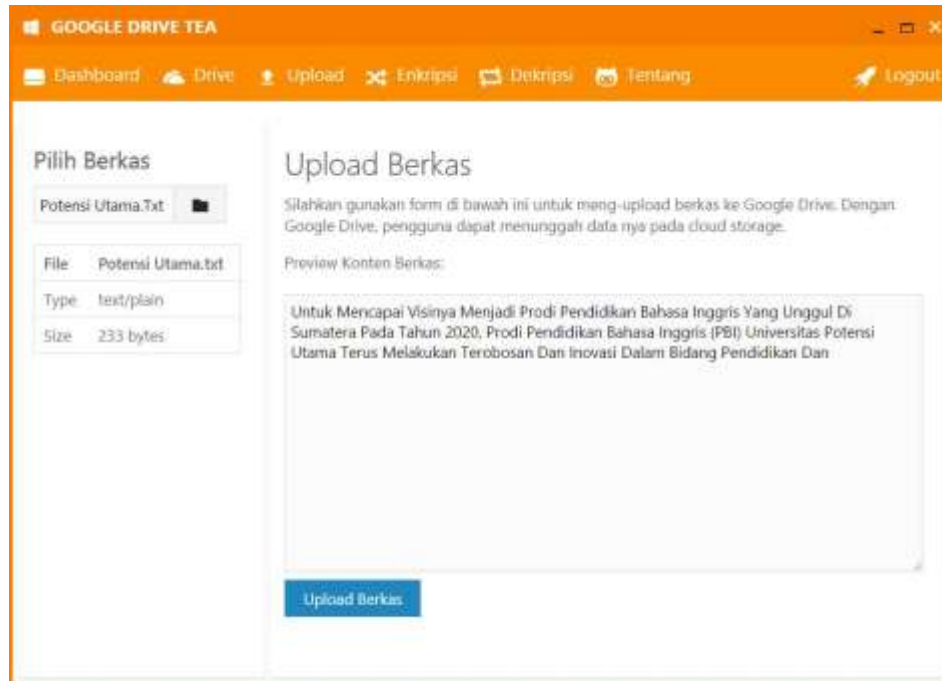 GOOGLE DRIVE TEA
Dashboard Drive Upload Enkripsi Dekripsi Tentang Logout
Pilih Berkas
Potensi Utama.Txt
File Potensi Utama.txt
Type text/plain
Size 233 bytes
Upload Berkas
Silahkan gunakan form di bawah ini untuk meng-upload berkas ke Google Drive. Dengan
Google Drive, pengguna dapat menunggah data nya pada cloud storage.
Preview Konten Berkas:
Untuk Mencapai Visinya Menjadi Prodi Pendidikan Bahasa Inggris Yang Unggul Di
Sumatera Pada Tahun 2020, Prodi Pendidikan Bahasa Inggris (PBI) Universitas Potensi
Utama Terus Melakukan Terobosan Dan Inovasi Dalam Bidang Pendidikan Dan
Upload Berkas